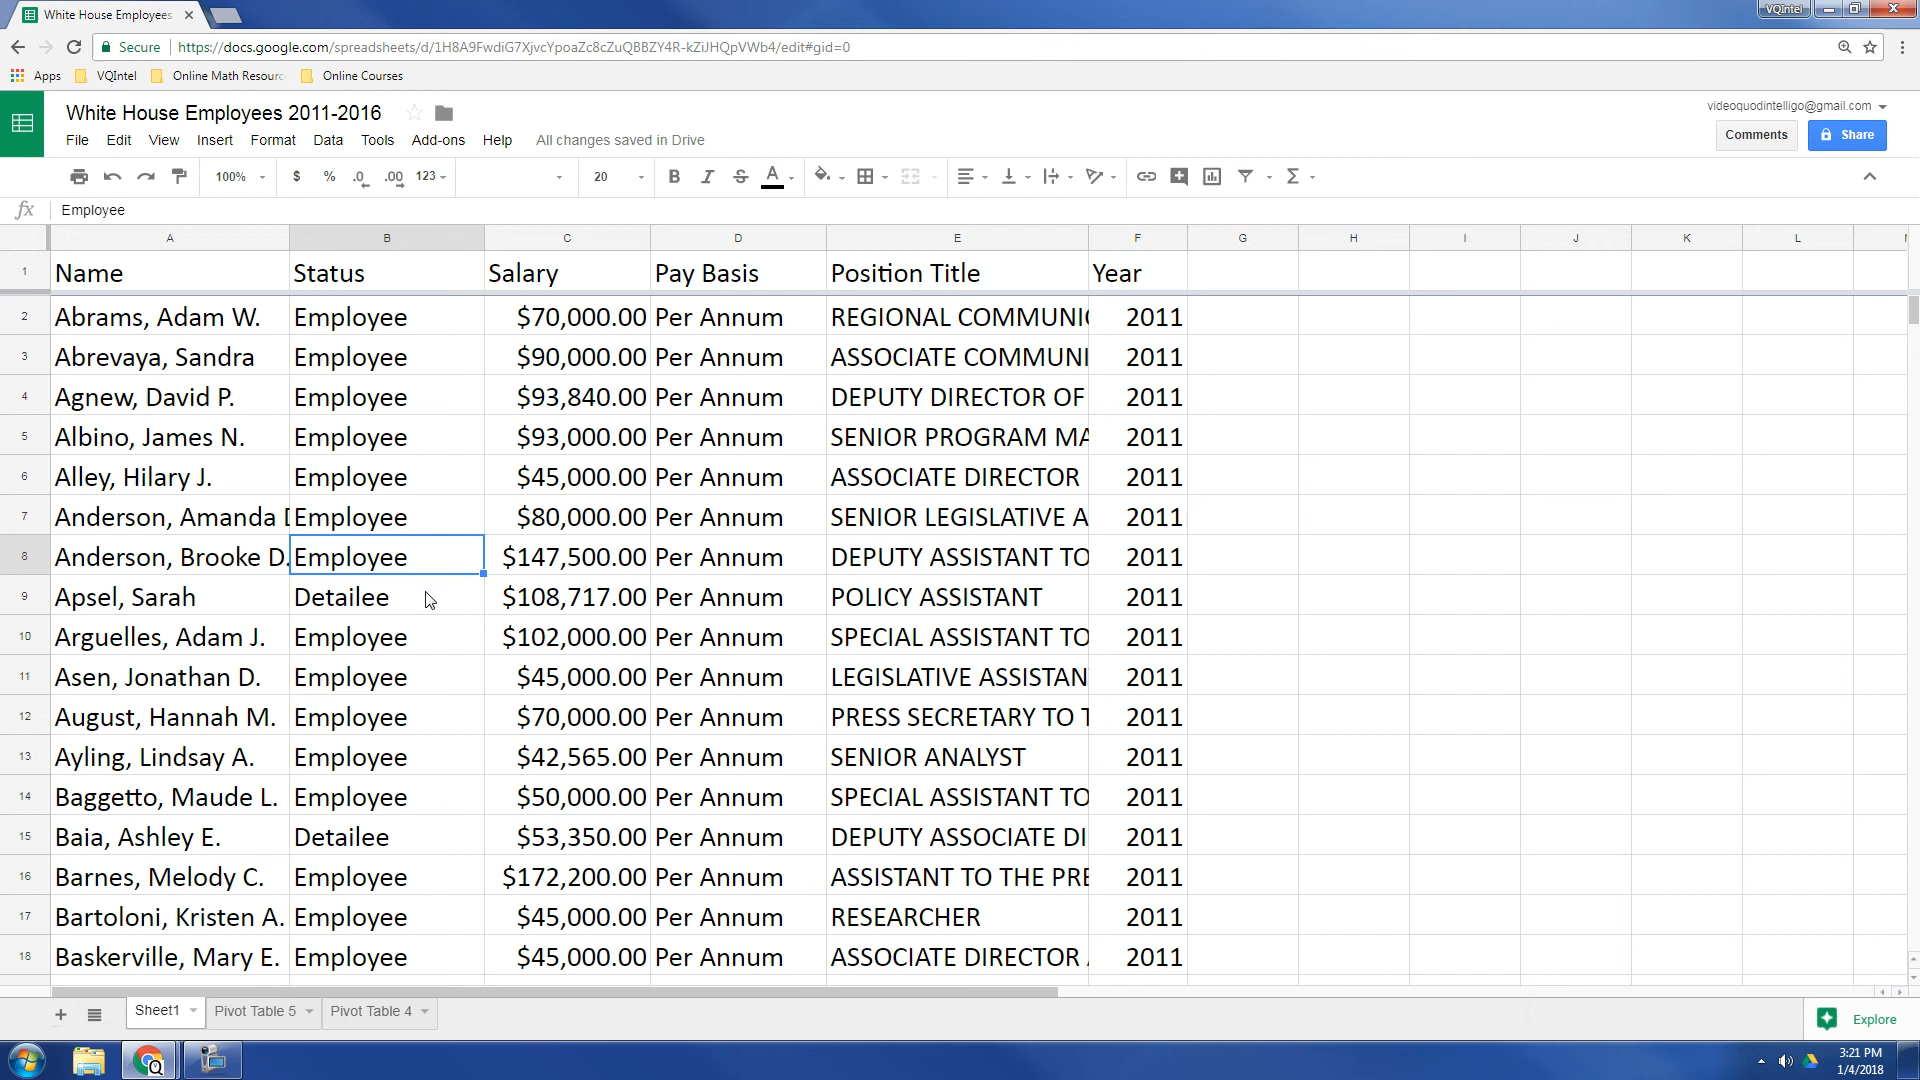 White House Employees
VQIntel
Secure https://docs.google.com/spreadsheets/d/1H8A9FwdiG7XjvcYpoaZc8cZuQBBZY4R-kZiJHQpVWb4/edit#gid=0
Apps VQIntel Online Math Resourc Online Courses
White House Employees 2011-2016
videoquodintelligo@gmail.com
File Edit View Insert Format Data Tools Add-ons Help All changes saved in Drive
Comments Share
100% $ % .0 .00 123 20 B I S A Σ
fx Employee
A B C D E F G H I J K L
1 Name Status Salary Pay Basis Position Title Year
2 Abrams, Adam W. Employee $70,000.00 Per Annum REGIONAL COMMUNIC 2011
3 Abrevaya, Sandra Employee $90,000.00 Per Annum ASSOCIATE COMMUNI 2011
4 Agnew, David P. Employee $93,840.00 Per Annum DEPUTY DIRECTOR OF 2011
5 Albino, James N. Employee $93,000.00 Per Annum SENIOR PROGRAM MA 2011
6 Alley, Hilary J. Employee $45,000.00 Per Annum ASSOCIATE DIRECTOR 2011
7 Anderson, Amanda D Employee $80,000.00 Per Annum SENIOR LEGISLATIVE A 2011
8 Anderson, Brooke D. Employee $147,500.00 Per Annum DEPUTY ASSISTANT TO 2011
9 Apsel, Sarah Detailee $108,717.00 Per Annum POLICY ASSISTANT 2011
10 Arguelles, Adam J. Employee $102,000.00 Per Annum SPECIAL ASSISTANT TO 2011
11 Asen, Jonathan D. Employee $45,000.00 Per Annum LEGISLATIVE ASSISTAN 2011
12 August, Hannah M. Employee $70,000.00 Per Annum PRESS SECRETARY TO T 2011
13 Ayling, Lindsay A. Employee $42,565.00 Per Annum SENIOR ANALYST 2011
14 Baggetto, Maude L. Employee $50,000.00 Per Annum SPECIAL ASSISTANT TO 2011
15 Baia, Ashley E. Detailee $53,350.00 Per Annum DEPUTY ASSOCIATE DI 2011
16 Barnes, Melody C. Employee $172,200.00 Per Annum ASSISTANT TO THE PRE 2011
17 Bartoloni, Kristen A. Employee $45,000.00 Per Annum RESEARCHER 2011
18 Baskerville, Mary E. Employee $45,000.00 Per Annum ASSOCIATE DIRECTOR 2011
Sheet1 Pivot Table 5 Pivot Table 4 Explore
3:21 PM
1/4/2018